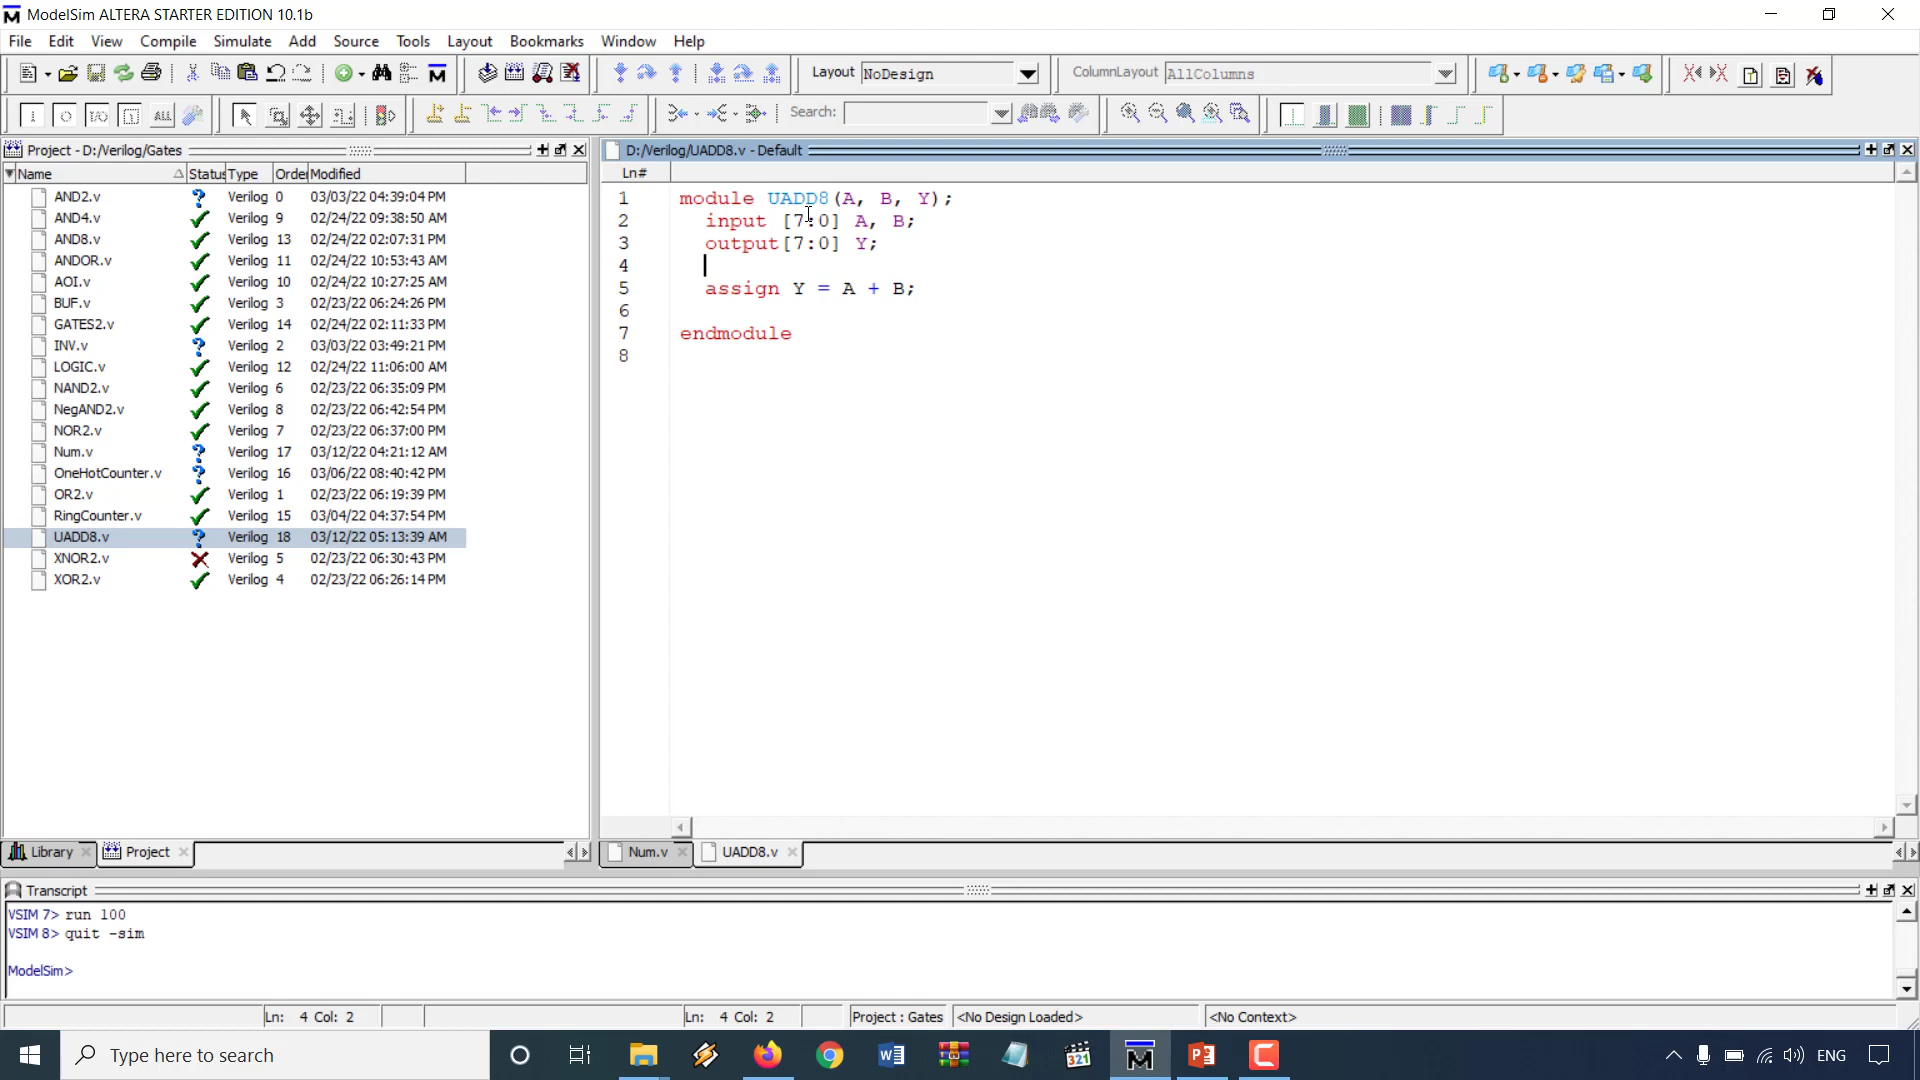 ModelSim ALTERA STARTER EDITION 10.1b
File Edit View Compile Simulate Add Source Tools Layout Bookmarks Window Help
Layout NoDesign ColumnLayout AllColumns
ALL Search:
Project - D:/Verilog/Gates
Name Status Type Order Modified
AND2.v Verilog 0 03/03/22 04:39:04 PM
AND4.v Verilog 9 02/24/22 09:38:50 AM
AND8.v Verilog 13 02/24/22 02:07:31 PM
ANDOR.v Verilog 11 02/24/22 10:53:43 AM
AOI.v Verilog 10 02/24/22 10:27:25 AM
BUF.v Verilog 3 02/23/22 06:24:26 PM
GATES2.v Verilog 14 02/24/22 02:11:33 PM
INV.v Verilog 2 03/03/22 03:49:21 PM
LOGIC.v Verilog 12 02/24/22 11:06:00 AM
NAND2.v Verilog 6 02/23/22 06:35:09 PM
NegAND2.v Verilog 8 02/23/22 06:42:54 PM
NOR2.v Verilog 7 02/23/22 06:37:00 PM
Num.v Verilog 17 03/12/22 04:21:12 AM
OneHotCounter.v Verilog 16 03/06/22 08:40:42 PM
OR2.v Verilog 1 02/23/22 06:19:39 PM
RingCounter.v Verilog 15 03/04/22 04:37:54 PM
UADD8.v Verilog 18 03/12/22 05:13:39 AM
XNOR2.v Verilog 5 02/23/22 06:30:43 PM
XOR2.v Verilog 4 02/23/22 06:26:14 PM
Library Project
D:/Verilog/UADD8.v - Default
Ln#
1 module UADD8(A, B, Y);
2 input [7:0] A, B;
3 output[7:0] Y;
4
5 assign Y = A + B;
6
7 endmodule
8
Num.v UADD8.v
Transcript
VSIM 7> run 100
VSIM 8> quit -sim
ModelSim>
Ln: 4 Col: 2 Ln: 4 Col: 2 Project : Gates <No Design Loaded> <No Context>
Type here to search 321 ENG